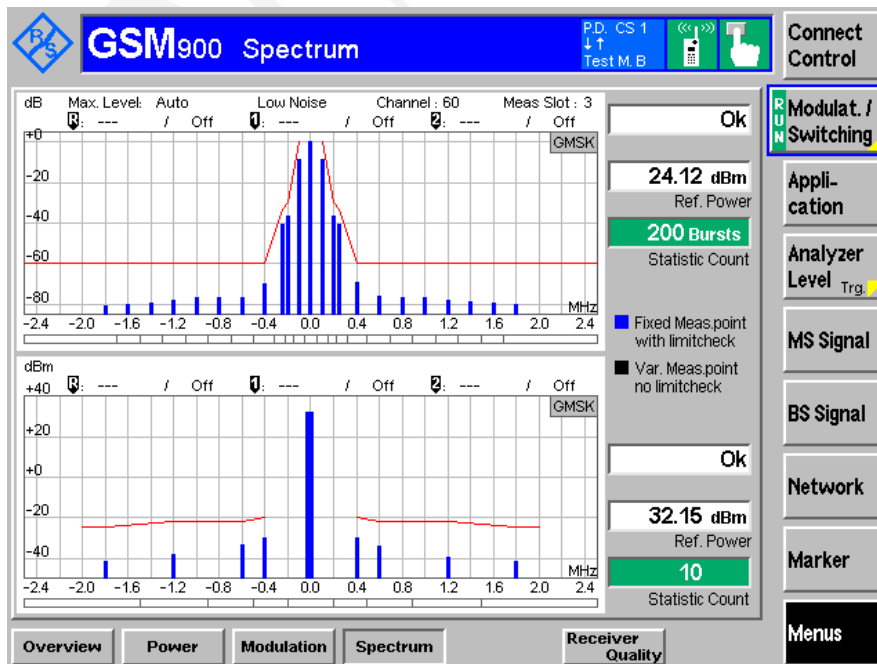 R/S
GSM900 Spectrum
P.D. CS 1
↓↑
Test M. B
Connect Control
dB Max. Level: Auto Low Noise Channel : 60 Meas Slot : 3
R: --- / Off 1: --- / Off 2: --- / Off
GMSK
+0
-20
-40
-60
-80
MHz
-2.4 -2.0 -1.6 -1.2 -0.8 -0.4 0.0 0.4 0.8 1.2 1.6 2.0 2.4
Ok
24.12 dBm
Ref. Power
200 Bursts
Statistic Count
Fixed Meas.point
with limitcheck
Var. Meas.point
no limitcheck
dBm
R: --- / Off 1: --- / Off 2: --- / Off
GMSK
+40
+20
+0
-20
-40
MHz
-2.4 -2.0 -1.6 -1.2 -0.8 -0.4 0.0 0.4 0.8 1.2 1.6 2.0 2.4
Ok
32.15 dBm
Ref. Power
10
Statistic Count
RUN
Modulat. /
Switching
Appli-
cation
Analyzer
Level Trg.
MS Signal
BS Signal
Network
Marker
Menus
Overview Power Modulation Spectrum Receiver
Quality